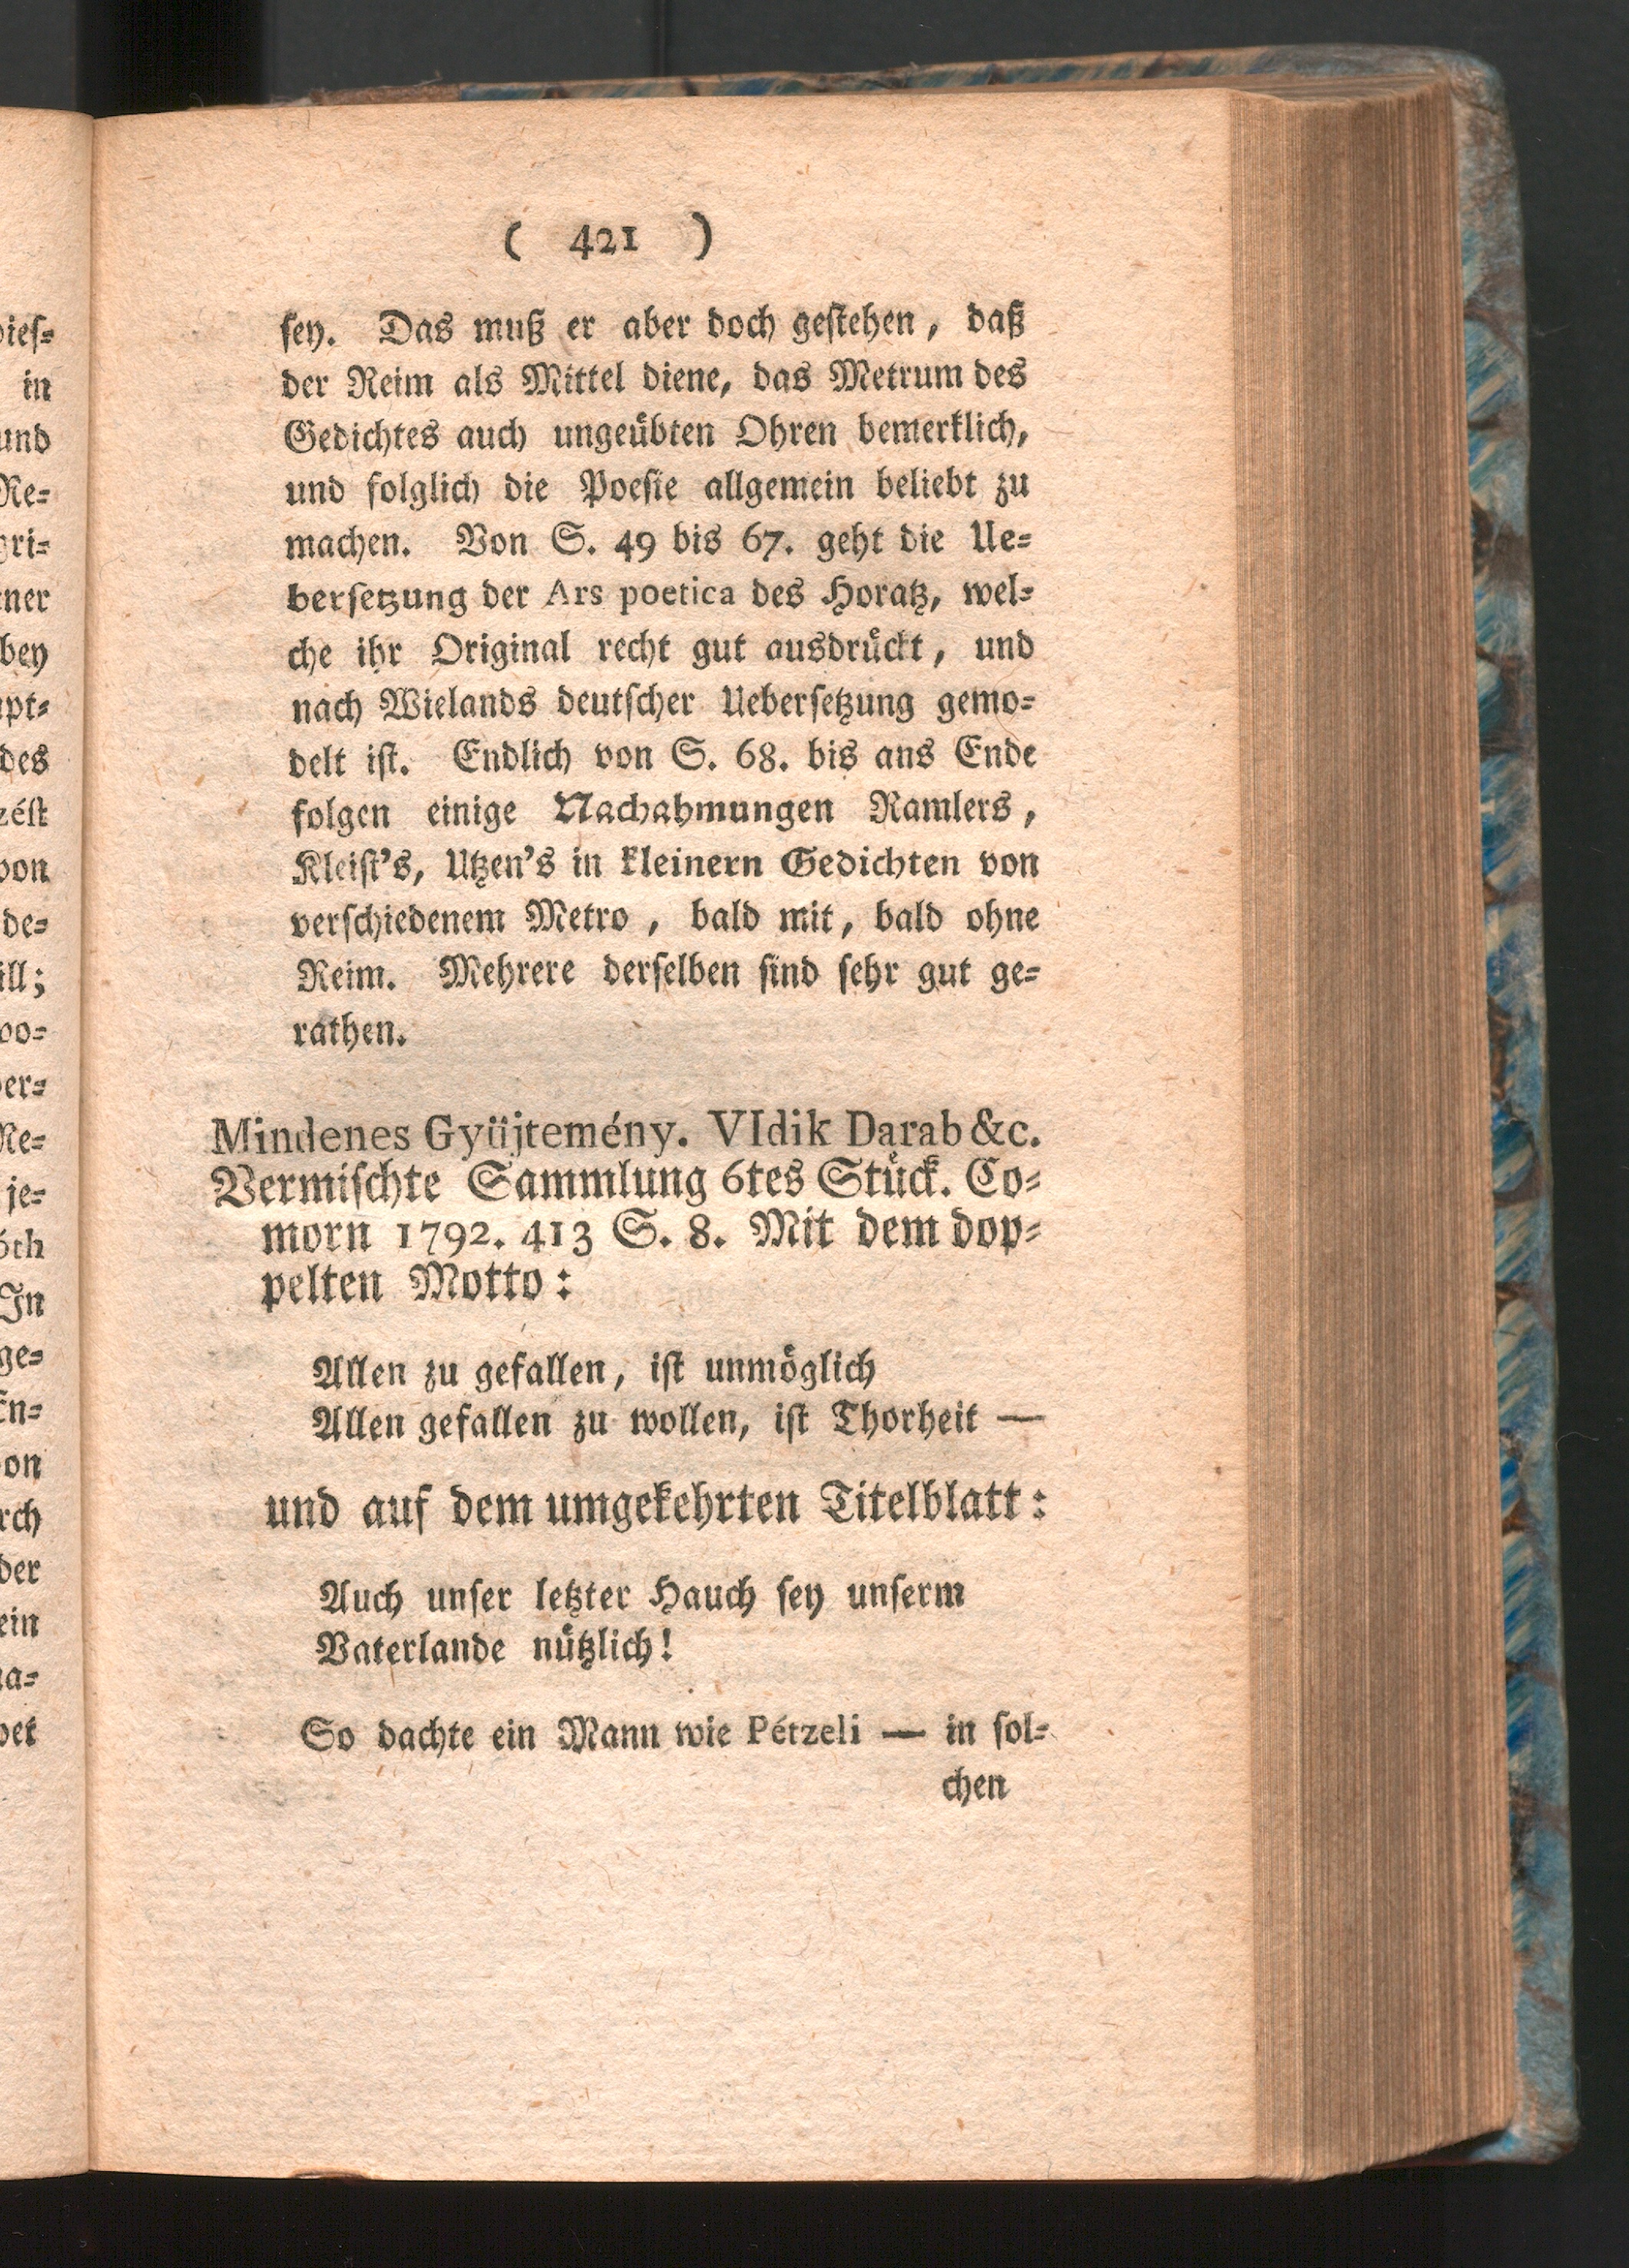 ( 421 )
sey. Das muß er aber doch gestehen, daß
der Reim als Mittel diene, das Metrum des
Gedichtes auch ungeübten Ohren bemerklich,
und folglich die Poesie allgemein beliebt zu
machen. Von S. 49 bis 67. geht die Ue-
bersetzung der Ars poetica des Horatz, wel-
che ihr Original recht gut ausdrückt, und
nach Wielands deutscher Uebersetzung gemo-
delt ist. Endlich von S. 68. bis ans Ende
folgen einige Nachahmungen Ramlers,
Kleist's, Utzen's in kleinern Gedichten von
verschiedenem Metro, bald mit, bald ohne
Reim. Mehrere derselben sind sehr gut ge-
rathen.
Mindenes Gyüjtemény. VIdik Darab &c.
Vermischte Sammlung 6tes Stück. Co-
morn 1792. 413 S. 8. Mit dem dop-
pelten Motto:
Allen zu gefallen, ist unmöglich
Allen gefallen zu wollen, ist Thorheit —
und auf dem umgekehrten Titelblatt:
Auch unser letzter Hauch sey unserm
Vaterlande nützlich!
So dachte ein Mann wie Pétzeli — in sol-
chen